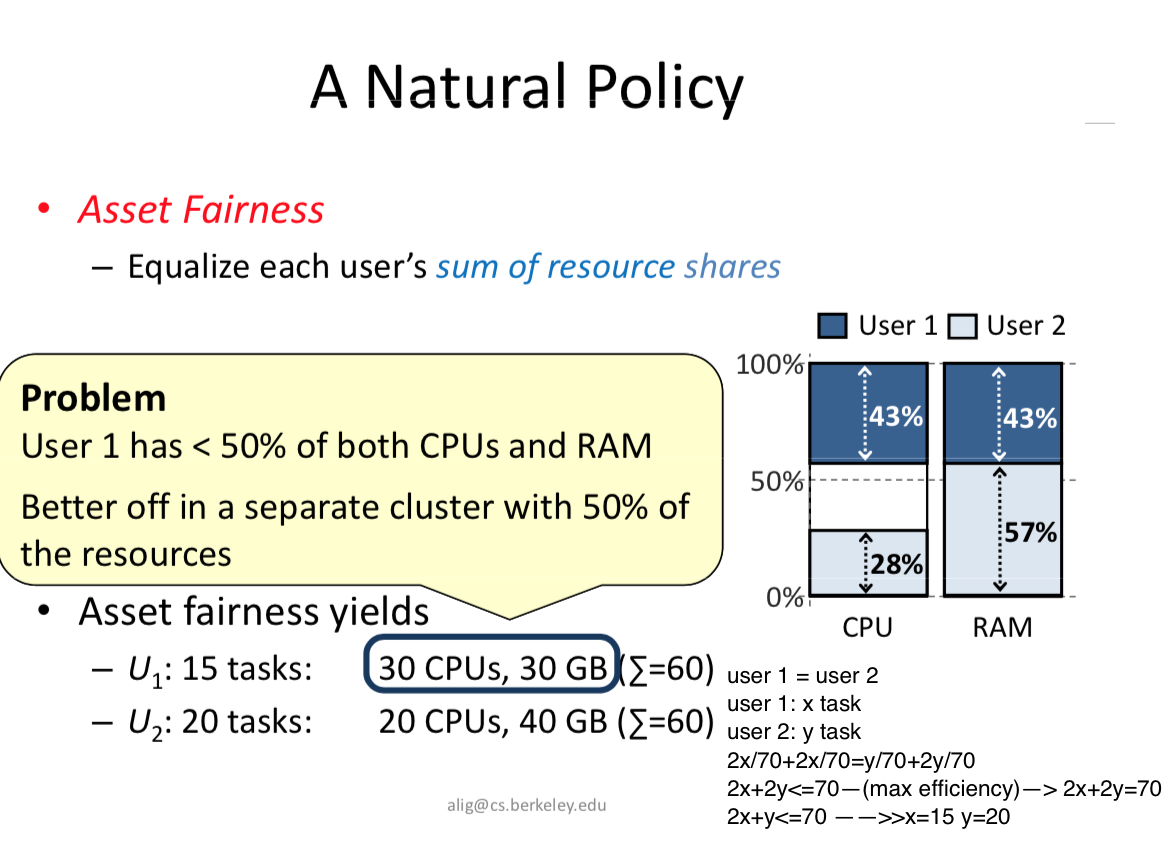 A Natural Policy
• Asset Fairness
– Equalize each user's sum of resource shares
User 1 User 2
Problem
User 1 has < 50% of both CPUs and RAM
Better off in a separate cluster with 50% of
the resources
100%
50%
0%
43%
28%
43%
57%
CPU RAM
• Asset fairness yields
– U1: 15 tasks: 30 CPUs, 30 GB (∑=60)
– U2: 20 tasks: 20 CPUs, 40 GB (∑=60)
user 1 = user 2
user 1: x task
user 2: y task
2x/70+2x/70=y/70+2y/70
2x+2y<=70—(max efficiency)—> 2x+2y=70
2x+y<=70 ——>>x=15 y=20
alig@cs.berkeley.edu